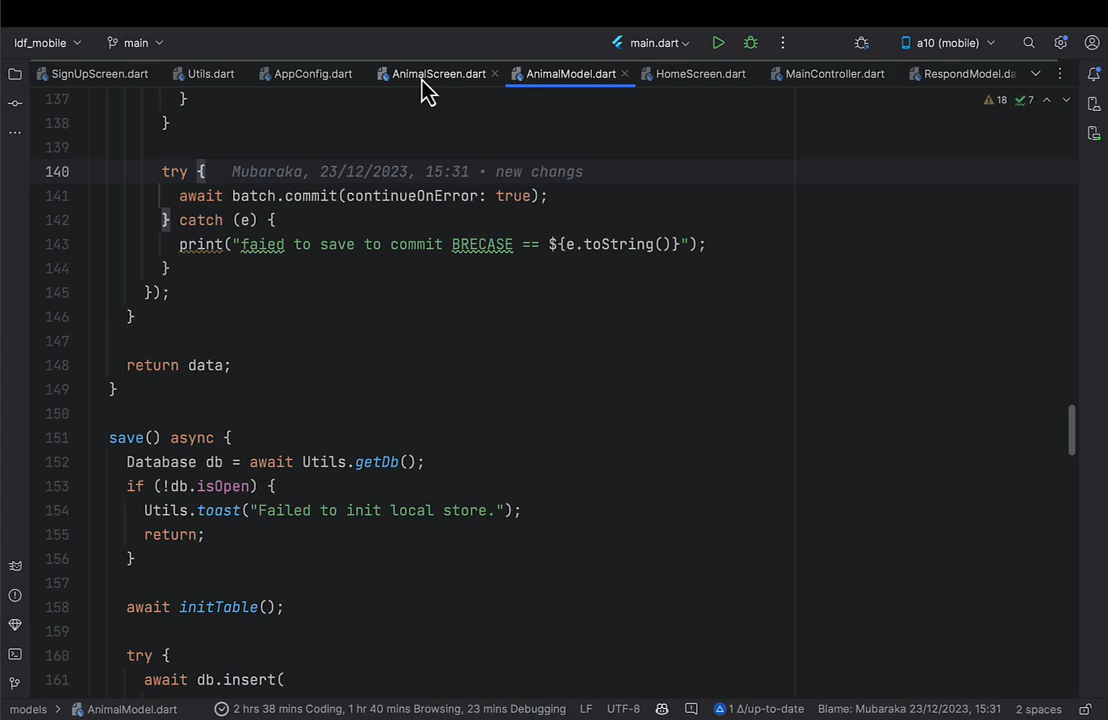 ldf_mobile main main.dart a10 (mobile)
SignUpScreen.dart Utils.dart AppConfig.dart AnimalScreen.dart AnimalModel.dart HomeScreen.dart MainController.dart RespondModel.da
137 }
138 }
139
140 try { Mubaraka, 23/12/2023, 15:31 • new changs
141 await batch.commit(continueOnError: true);
142 } catch (e) {
143 print("faied to save to commit BRECASE == ${e.toString()}");
144 }
145 });
146 }
147
148 return data;
149 }
150
151 save() async {
152 Database db = await Utils.getDb();
153 if (!db.isOpen) {
154 Utils.toast("Failed to init local store.");
155 return;
156 }
157
158 await initTable();
159
160 try {
161 await db.insert(
18 7
models > AnimalModel.dart 2 hrs 38 mins Coding, 1 hr 40 mins Browsing, 23 mins Debugging LF UTF-8 1 Δ/up-to-date Blame: Mubaraka 23/12/2023, 15:31 2 spaces